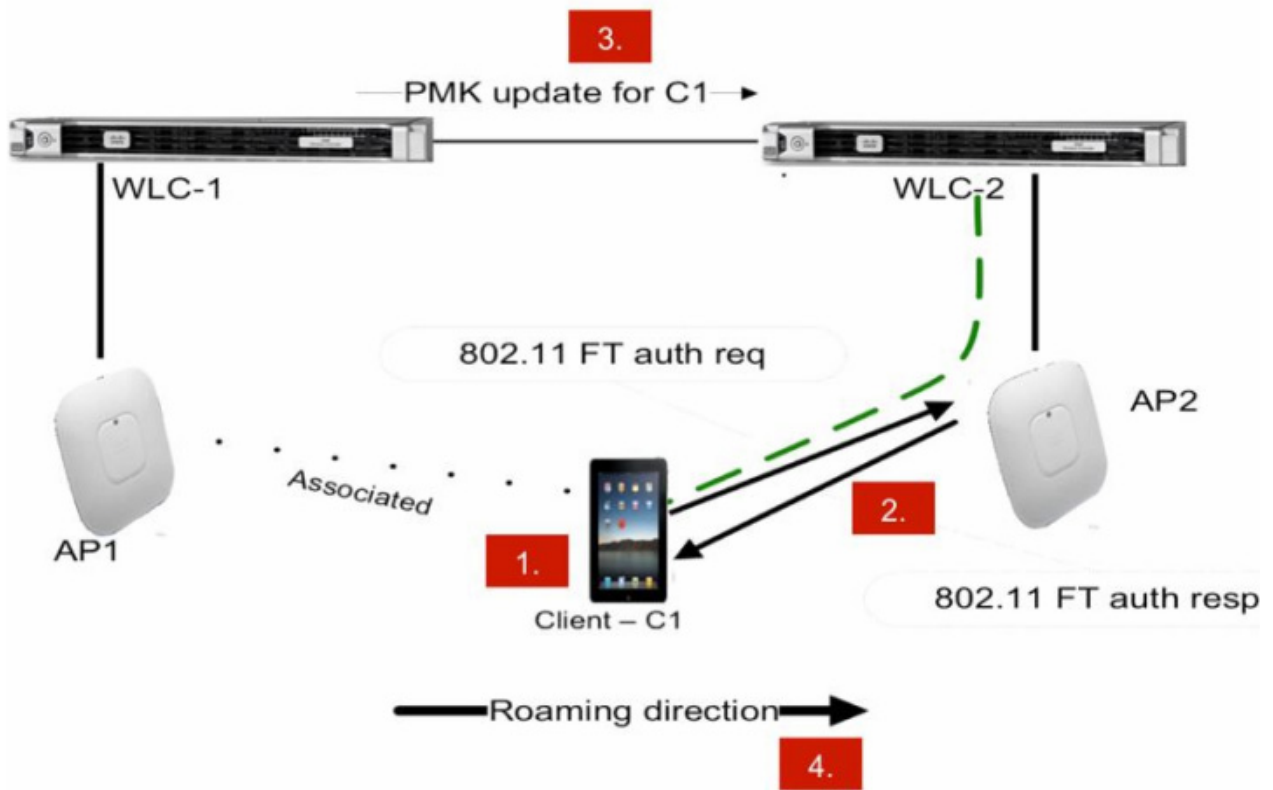 3.
PMK update for C1
WLC-1
WLC-2
802.11 FT auth req
AP2
Associated
2.
AP1
1.
802.11 FT auth resp
Client – C1
Roaming direction
4.